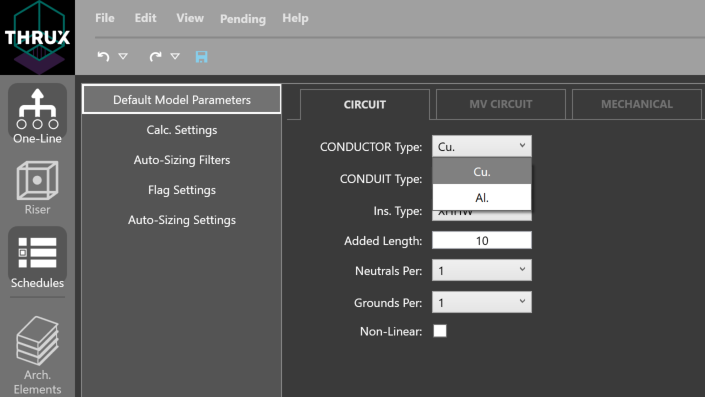 THRUX
File Edit View Pending Help
One-Line
Riser
Schedules
Arch.
Elements
Default Model Parameters
Calc. Settings
Auto-Sizing Filters
Flag Settings
Auto-Sizing Settings
CIRCUIT MV CIRCUIT MECHANICAL
CONDUCTOR Type: Cu.
Cu.
Al.
CONDUIT Type:
Ins. Type:
Added Length: 10
Neutrals Per: 1
Grounds Per: 1
Non-Linear: